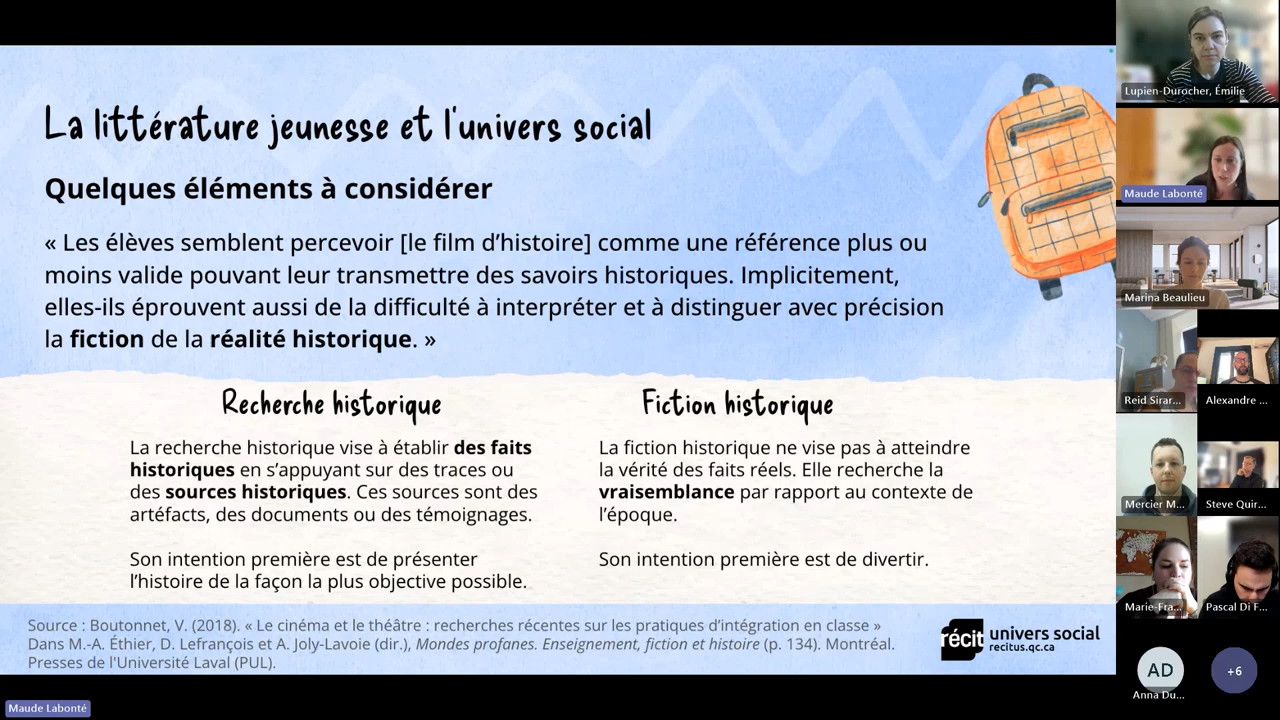 La littérature jeunesse et l'univers social
Quelques éléments à considérer
« Les élèves semblent percevoir [le film d’histoire] comme une référence plus ou
moins valide pouvant leur transmettre des savoirs historiques. Implicitement,
elles-ils éprouvent aussi de la difficulté à interpréter et à distinguer avec précision
la fiction de la réalité historique. »
Recherche historique
La recherche historique vise à établir des faits
historiques en s’appuyant sur des traces ou
des sources historiques. Ces sources sont des
artéfacts, des documents ou des témoignages.
Son intention première est de présenter
l’histoire de la façon la plus objective possible.
Fiction historique
La fiction historique ne vise pas à atteindre
la vérité des faits réels. Elle recherche la
vraisemblance par rapport au contexte de
l’époque.
Son intention première est de divertir.
Source : Boutonnet, V. (2018). « Le cinéma et le théâtre : recherches récentes sur les pratiques d’intégration en classe »
Dans M.-A. Éthier, D. Lefrançois et A. Joly-Lavoie (dir.), Mondes profanes. Enseignement, fiction et histoire (p. 134). Montréal.
Presses de l'Université Laval (PUL).
récit
univers social
recitus.qc.ca
Maude Labonté
Lupien-Durocher, Émilie
Maude Labonté
Marina Beaulieu
Reid Sirar...
Alexandre ...
Mercier M...
Steve Quir...
Marie-Fra...
Pascal Di F...
AD
Anna Du...
+6